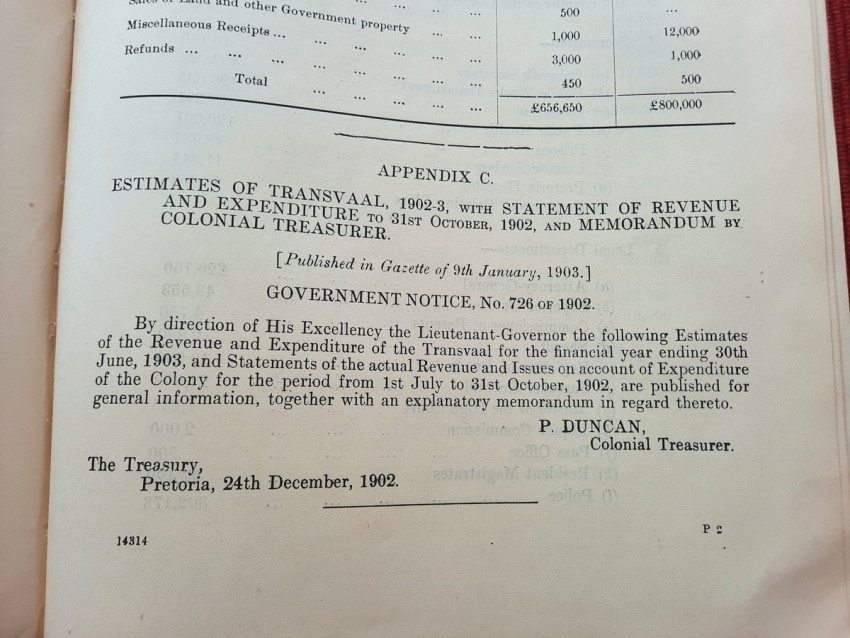 ... ... ... 500 ...
Sales of Land and other Government property ... ... 1,000 12,000
Miscellaneous Receipts ... ... ... ... ... ... 3,000 1,000
Refunds ... ... ... ... ... ... ... 450 500
Total ... ... ... ... ... £656,650 £800,000
APPENDIX C.
ESTIMATES OF TRANSVAAL, 1902-3, WITH STATEMENT OF REVENUE
AND EXPENDITURE TO 31ST OCTOBER, 1902, AND MEMORANDUM BY
COLONIAL TREASURER.
[Published in Gazette of 9th January, 1903.]
GOVERNMENT NOTICE, No. 726 OF 1902.
By direction of His Excellency the Lieutenant-Governor the following Estimates
of the Revenue and Expenditure of the Transvaal for the financial year ending 30th
June, 1903, and Statements of the actual Revenue and Issues on account of Expenditure
of the Colony for the period from 1st July to 31st October, 1902, are published for
general information, together with an explanatory memorandum in regard thereto.
P. DUNCAN,
Colonial Treasurer.
The Treasury,
Pretoria, 24th December, 1902.
14314 P 2